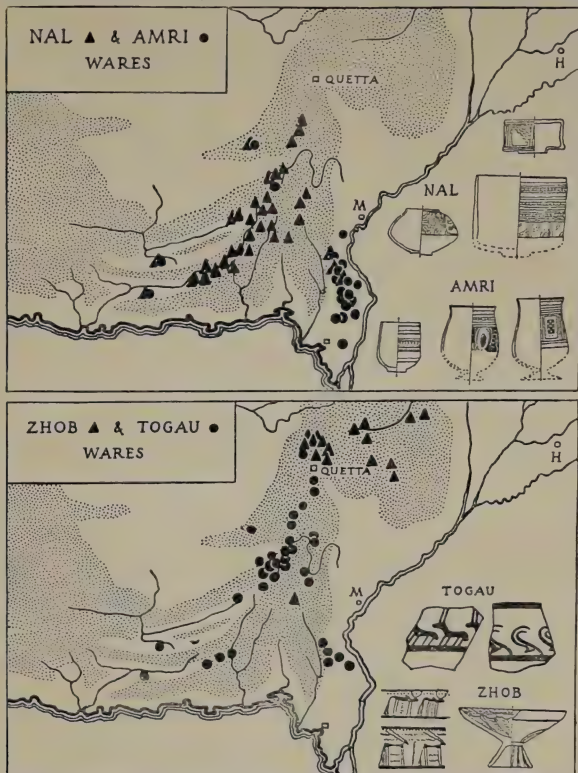 NAL ▲ & AMRI ●
WARES
QUETTA
H
M
NAL
AMRI
ZHOB ▲ & TOGAU ●
WARES
QUETTA
H
M
TOGAU
ZHOB